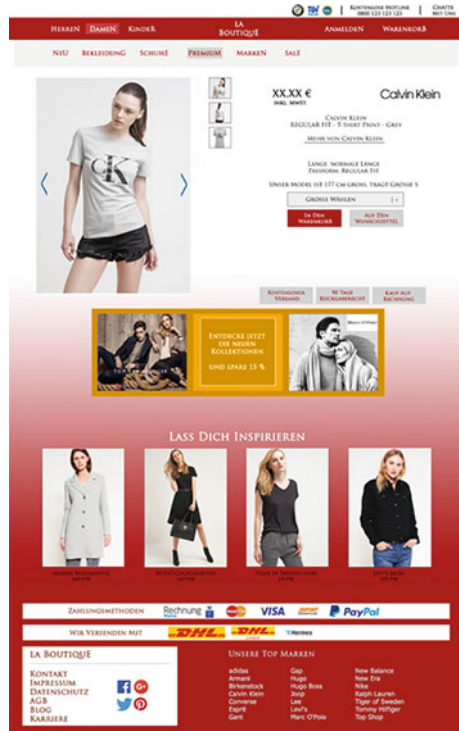 KOSTENLOSE HOTLINE
0800 123 123 123
CHATTE
MIT UNS
HERREN DAMEN KINDER
LA
BOUTIQUE
ANMELDEN WARENKORB
NEU BEKLEIDUNG SCHUHE PREMIUM MARKEN SALE
XX.XX €
INKL. MWST.
Calvin Klein
CALVIN KLEIN
REGULAR FIT - T-SHIRT PRINT - GREY
MEHR VON CALVIN KLEIN
LÄNGE: NORMALE LÄNGE
PASSFORM: REGULAR FIT
UNSER MODEL IST 177 CM GROSS, TRÄGT GRÖSSE S
GRÖSSE WÄHLEN
IN DEN
WARENKORB
AUF DEN
WUNSCHZETTEL
CK
KOSTENLOSER
VERSAND
90 TAGE
RÜCKGABERECHT
KAUF AUF
RECHNUNG
TOMMY HILFIGER
ENTDECKE JETZT
DIE NEUEN
KOLLEKTIONEN
UND SPARE 15 %
Marc O'Polo
LASS DICH INSPIRIEREN
ZAHLUNGSMETHODEN Rechnung VISA PayPal
WIR VERSENDEN MIT DHL DHL Hermes
LA BOUTIQUE
KONTAKT
IMPRESSUM
DATENSCHUTZ
AGB
BLOG
KARRIERE
UNSERE TOP MARKEN
adidas
Armani
Birkenstock
Calvin Klein
Converse
Esprit
Gant
Gap
Hugo
Hugo Boss
Joop
Lee
Levi's
Marc O'Polo
New Balance
New Era
Nike
Ralph Lauren
Tiger of Sweden
Tommy Hilfiger
Top Shop